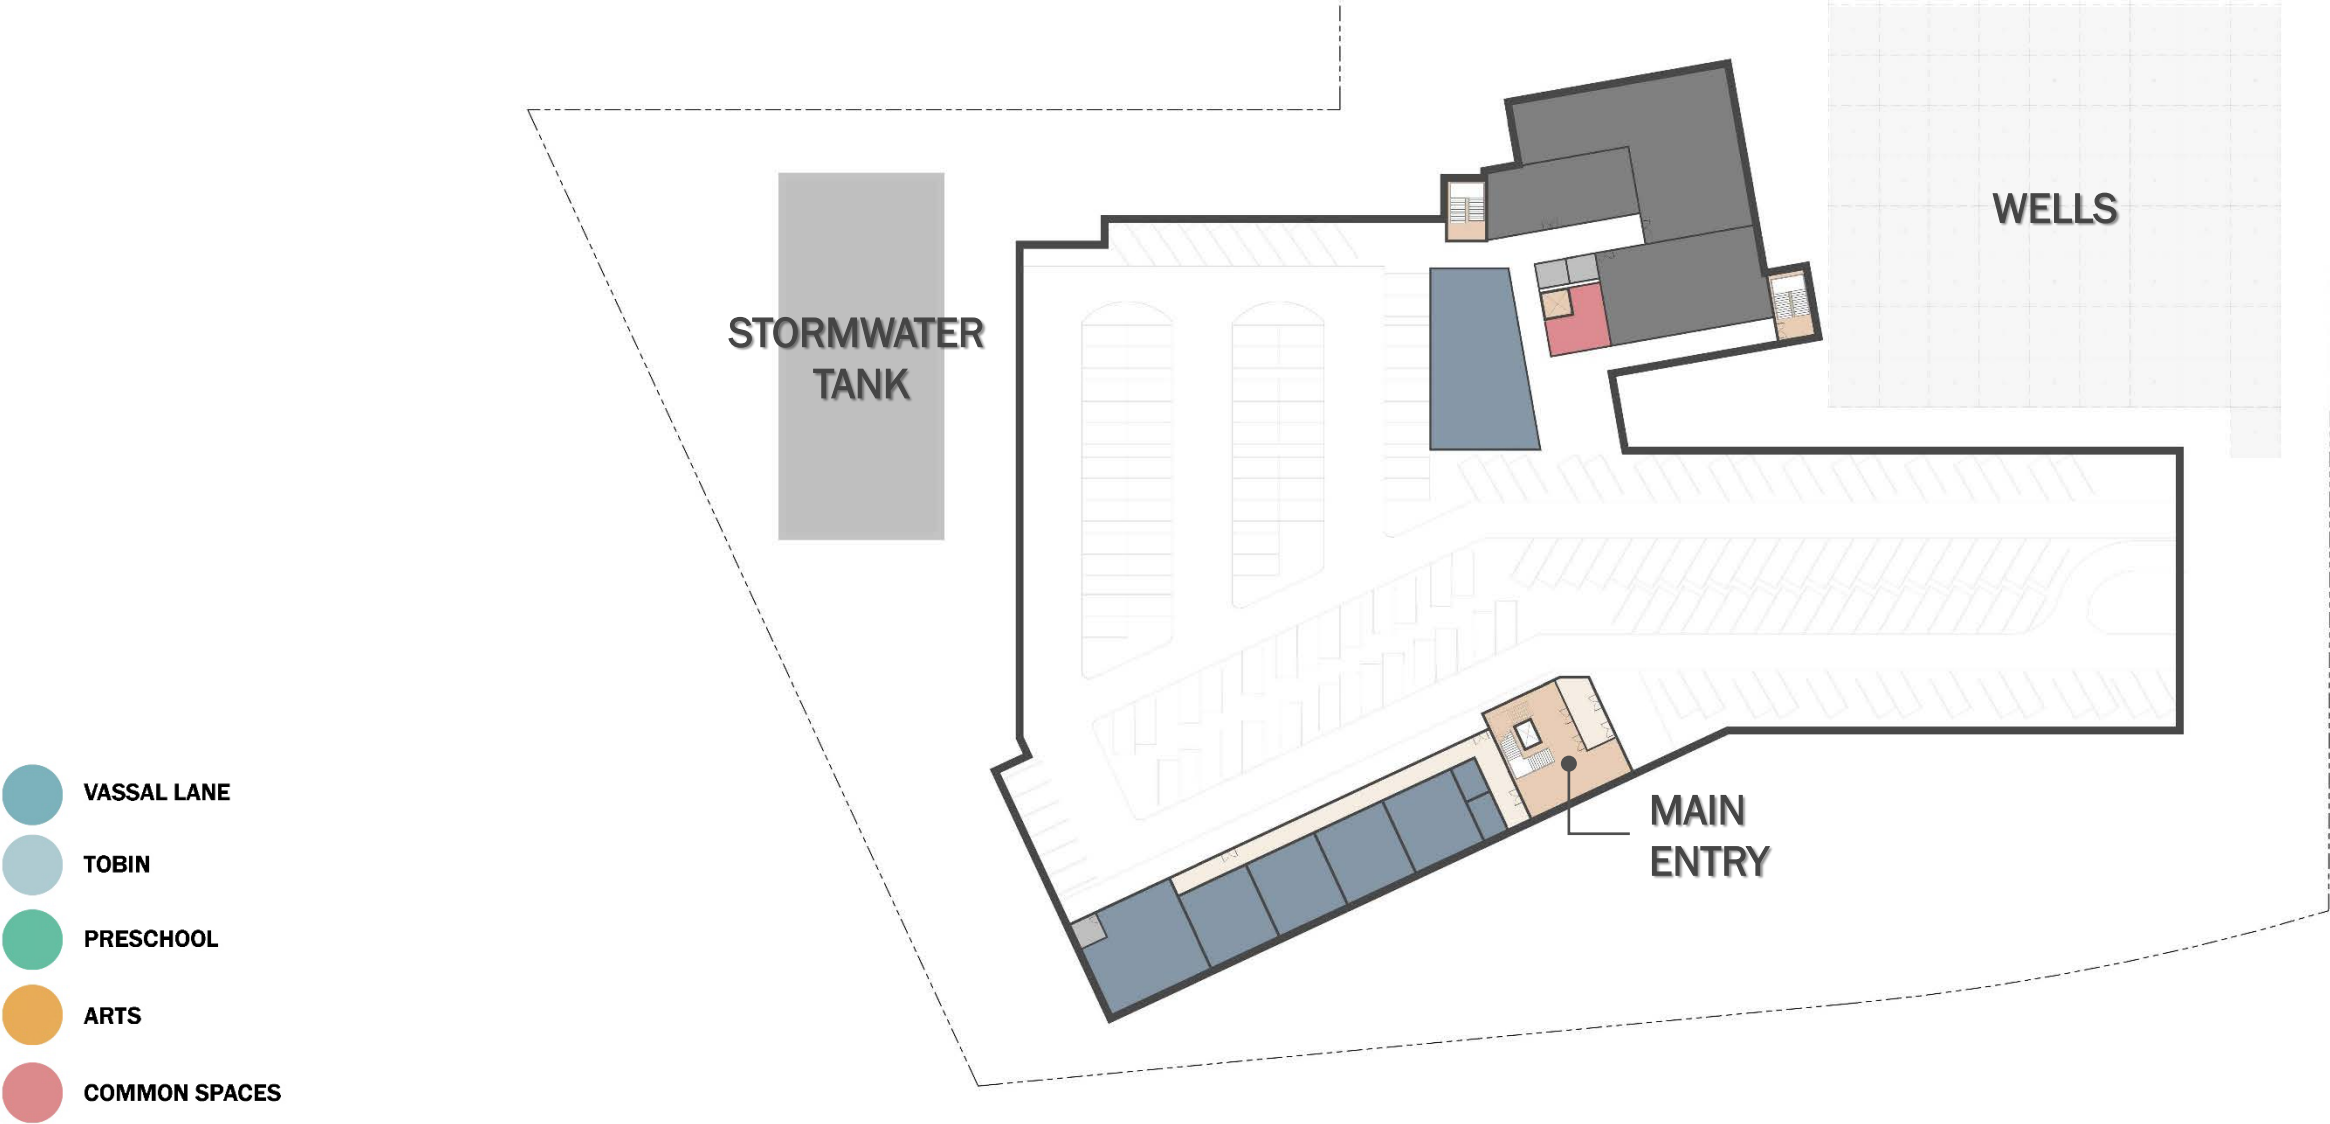 WELLS
STORMWATER
TANK
MAIN
ENTRY
VASSAL LANE
TOBIN
PRESCHOOL
ARTS
COMMON SPACES